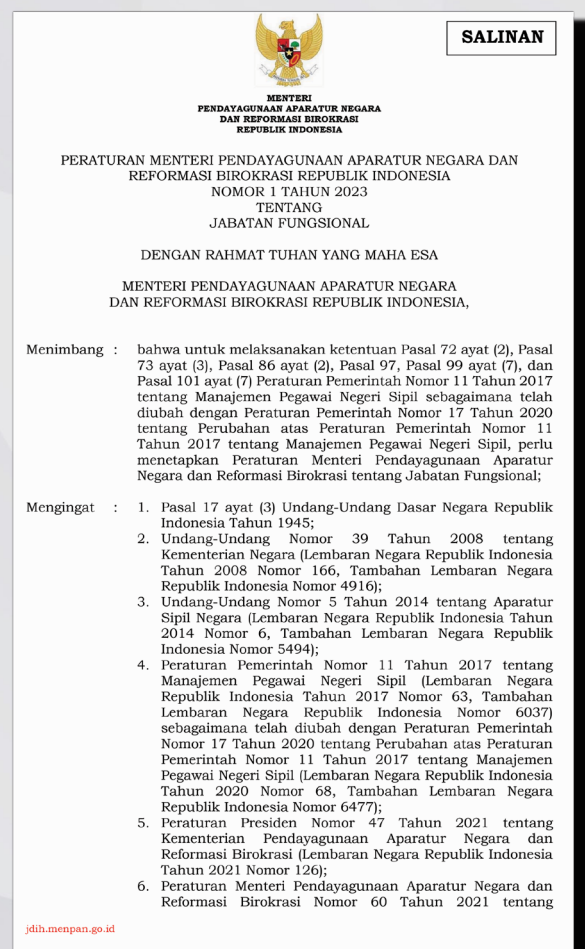 SALINAN
MENTERI
PENDAYAGUNAAN APARATUR NEGARA
DAN REFORMASI BIROKRASI
REPUBLIK INDONESIA
PERATURAN MENTERI PENDAYAGUNAAN APARATUR NEGARA DAN
REFORMASI BIROKRASI REPUBLIK INDONESIA
NOMOR 1 TAHUN 2023
TENTANG
JABATAN FUNGSIONAL
DENGAN RAHMAT TUHAN YANG MAHA ESA
MENTERI PENDAYAGUNAAN APARATUR NEGARA
DAN REFORMASI BIROKRASI REPUBLIK INDONESIA,
Menimbang : bahwa untuk melaksanakan ketentuan Pasal 72 ayat (2), Pasal
73 ayat (3), Pasal 86 ayat (2), Pasal 97, Pasal 99 ayat (7), dan
Pasal 101 ayat (7) Peraturan Pemerintah Nomor 11 Tahun 2017
tentang Manajemen Pegawai Negeri Sipil sebagaimana telah
diubah dengan Peraturan Pemerintah Nomor 17 Tahun 2020
tentang Perubahan atas Peraturan Pemerintah Nomor 11
Tahun 2017 tentang Manajemen Pegawai Negeri Sipil, perlu
menetapkan Peraturan Menteri Pendayagunaan Aparatur
Negara dan Reformasi Birokrasi tentang Jabatan Fungsional;
Mengingat : 1. Pasal 17 ayat (3) Undang-Undang Dasar Negara Republik
Indonesia Tahun 1945;
2. Undang-Undang Nomor 39 Tahun 2008 tentang
Kementerian Negara (Lembaran Negara Republik Indonesia
Tahun 2008 Nomor 166, Tambahan Lembaran Negara
Republik Indonesia Nomor 4916);
3. Undang-Undang Nomor 5 Tahun 2014 tentang Aparatur
Sipil Negara (Lembaran Negara Republik Indonesia Tahun
2014 Nomor 6, Tambahan Lembaran Negara Republik
Indonesia Nomor 5494);
4. Peraturan Pemerintah Nomor 11 Tahun 2017 tentang
Manajemen Pegawai Negeri Sipil (Lembaran Negara
Republik Indonesia Tahun 2017 Nomor 63, Tambahan
Lembaran Negara Republik Indonesia Nomor 6037)
sebagaimana telah diubah dengan Peraturan Pemerintah
Nomor 17 Tahun 2020 tentang Perubahan atas Peraturan
Pemerintah Nomor 11 Tahun 2017 tentang Manajemen
Pegawai Negeri Sipil (Lembaran Negara Republik Indonesia
Tahun 2020 Nomor 68, Tambahan Lembaran Negara
Republik Indonesia Nomor 6477);
5. Peraturan Presiden Nomor 47 Tahun 2021 tentang
Kementerian Pendayagunaan Aparatur Negara dan
Reformasi Birokrasi (Lembaran Negara Republik Indonesia
Tahun 2021 Nomor 126);
6. Peraturan Menteri Pendayagunaan Aparatur Negara dan
Reformasi Birokrasi Nomor 60 Tahun 2021 tentang
jdih.menpan.go.id